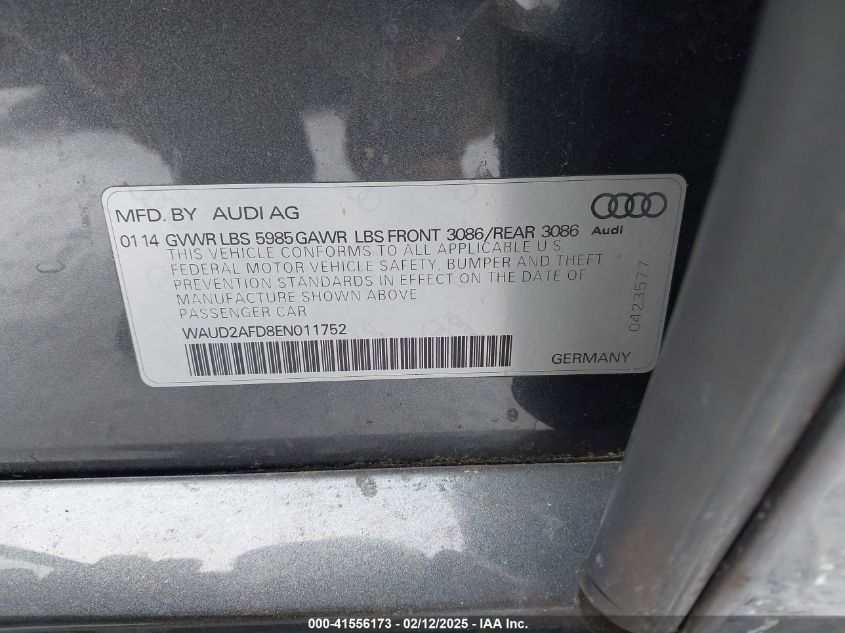 MFD. BY AUDI AG
Audi
01 14 GVWR LBS 5985 GAWR LBS FRONT 3086/REAR 3086
THIS VEHICLE CONFORMS TO ALL APPLICABLE U S
FEDERAL MOTOR VEHICLE SAFETY, BUMPER AND THEFT
PREVENTION STANDARDS IN EFFECT ON THE DATE OF
MANUFACTURE SHOWN ABOVE
PASSENGER CAR
WAUD2AFD8EN011752
GERMANY
0423577
000-41556173 - 02/12/2025 - IAA Inc.